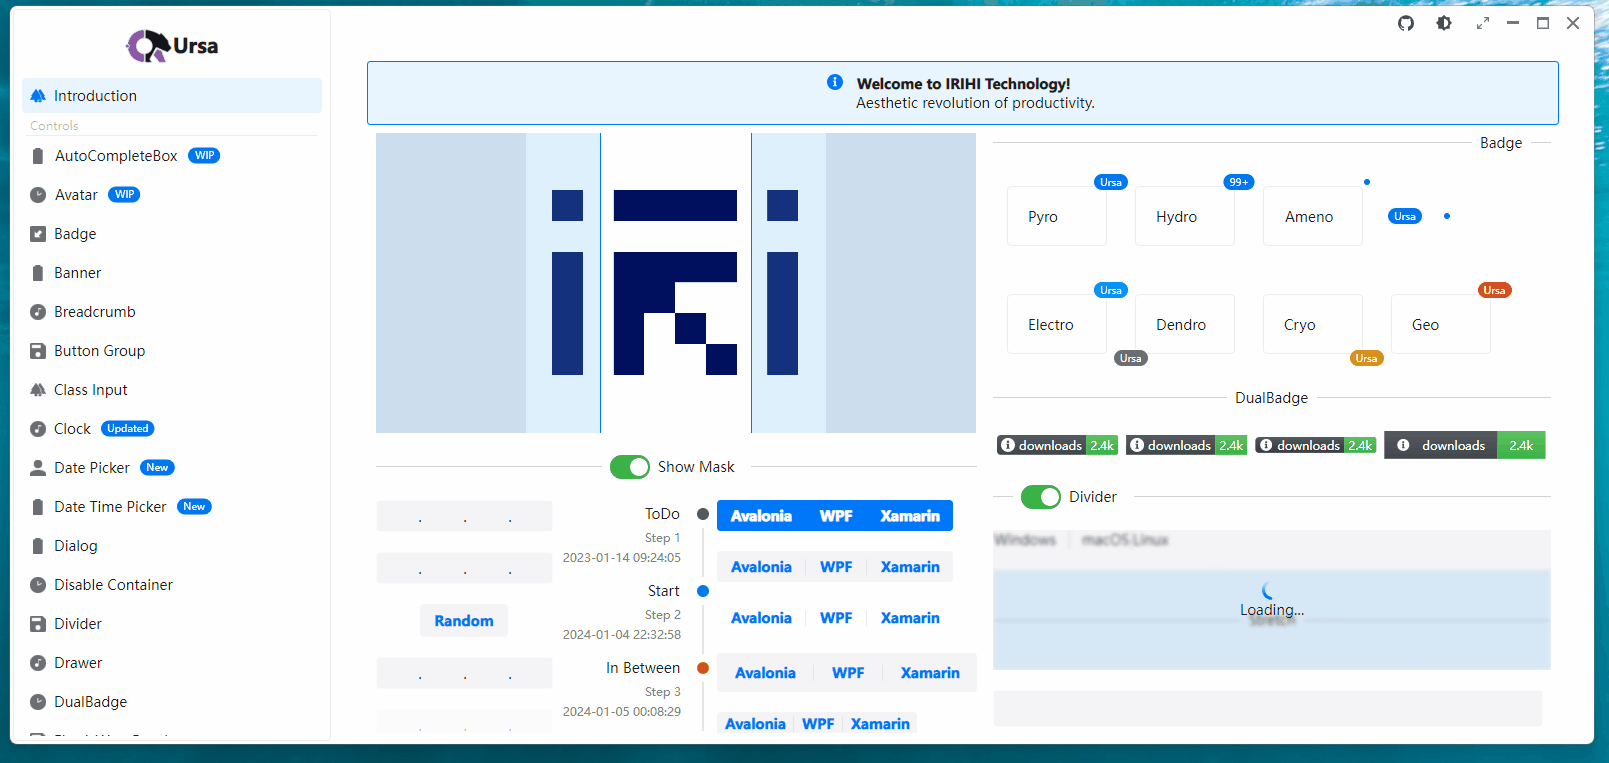 Ursa
Introduction
Controls
AutoCompleteBox WIP
Avatar WIP
Badge
Banner
Breadcrumb
Button Group
Class Input
Clock Updated
Date Picker New
Date Time Picker New
Dialog
Disable Container
Divider
Drawer
DualBadge
Welcome to IRIHI Technology!
Aesthetic revolution of productivity.
Show Mask
. . .
. . .
Random
. . .
. . .
ToDo
Step 1
2023-01-14 09:24:05
Start
Step 2
2024-01-04 22:32:58
In Between
Step 3
2024-01-05 00:08:29
Avalonia WPF Xamarin
Avalonia WPF Xamarin
Avalonia WPF Xamarin
Avalonia WPF Xamarin
Avalonia WPF Xamarin
Badge
Pyro Ursa
Hydro 99+
Ameno
Ursa
Electro Ursa
Dendro Ursa
Cryo Ursa
Geo Ursa
DualBadge
downloads 2.4k
downloads 2.4k
downloads 2.4k
downloads 2.4k
Divider
Windows macOS Linux
Loading...
Stretch